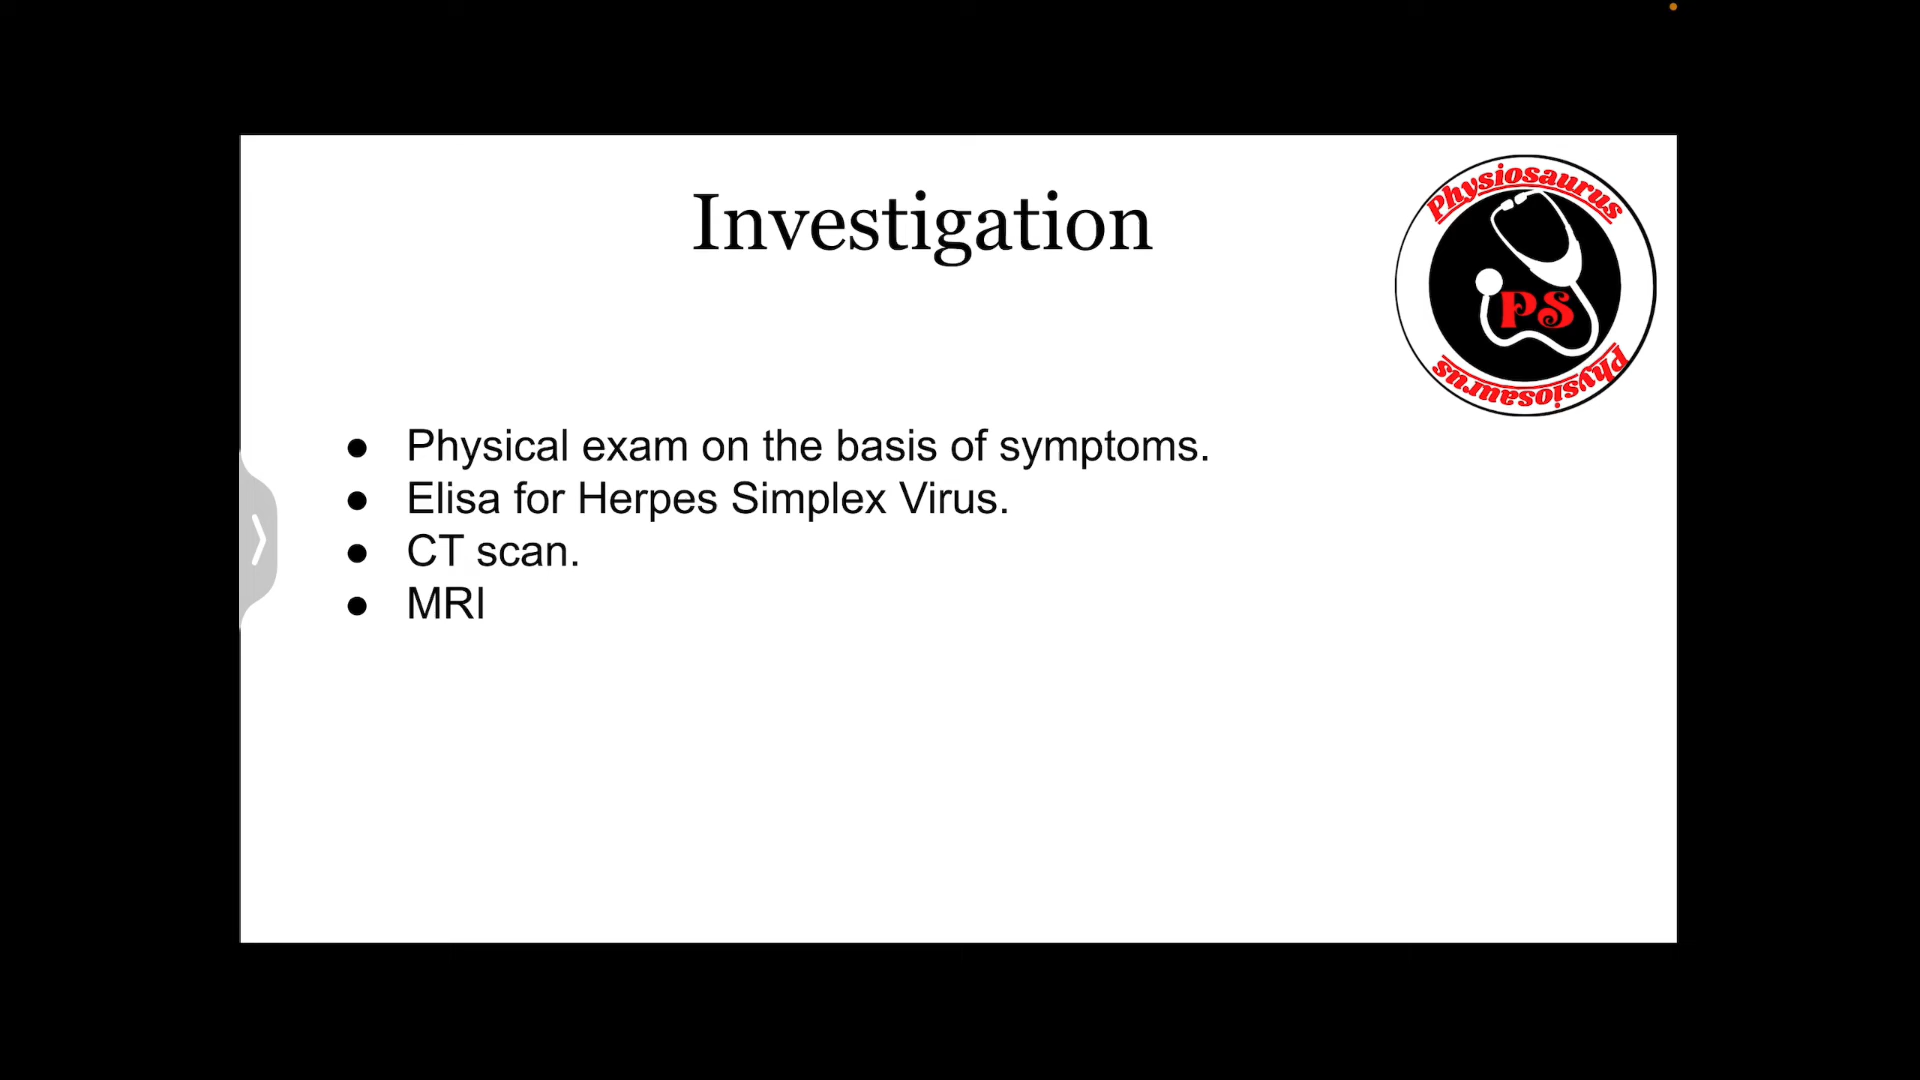 Investigation
Physiosaurus
PS
Physiosaurus
● Physical exam on the basis of symptoms.
● Elisa for Herpes Simplex Virus.
● CT scan.
● MRI